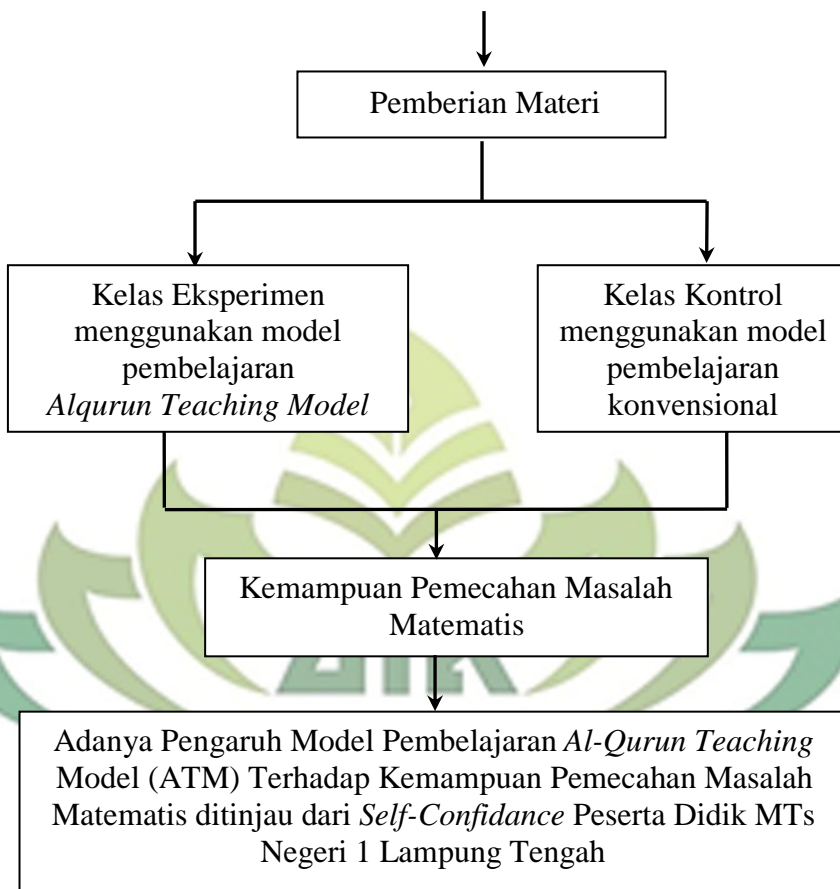 Pemberian Materi
Kelas Eksperimen
menggunakan model
pembelajaran
Alqurun Teaching Model
Kelas Kontrol
menggunakan model
pembelajaran
konvensional
Kemampuan Pemecahan Masalah
Matematis
Adanya Pengaruh Model Pembelajaran Al-Qurun Teaching
Model (ATM) Terhadap Kemampuan Pemecahan Masalah
Matematis ditinjau dari Self-Confidance Peserta Didik MTs
Negeri 1 Lampung Tengah